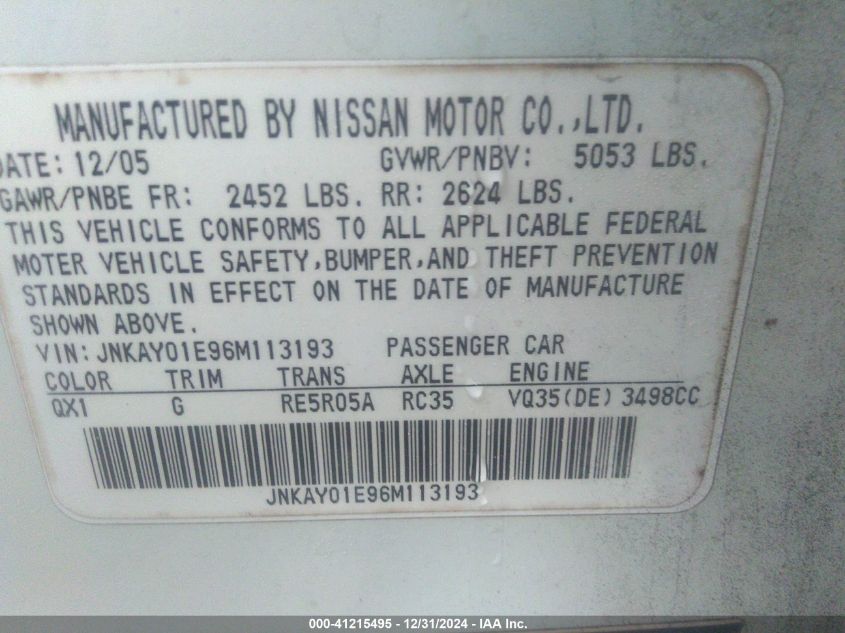 MANUFACTURED BY NISSAN MOTOR CO.,LTD.
DATE: 12/05 GVWR/PNBV: 5053 LBS.
GAWR/PNBE FR: 2452 LBS. RR: 2624 LBS.
THIS VEHICLE CONFORMS TO ALL APPLICABLE FEDERAL
MOTER VEHICLE SAFETY,BUMPER,AND THEFT PREVENTION
STANDARDS IN EFFECT ON THE DATE OF MANUFACTURE
SHOWN ABOVE.
VIN: JNKAY01E96M113193 PASSENGER CAR
COLOR TRIM TRANS AXLE ENGINE
QX1 G RE5R05A RC35 VQ35(DE) 3498CC
JNKAY01E96M113193
000-41215495 - 12/31/2024 - IAA Inc.